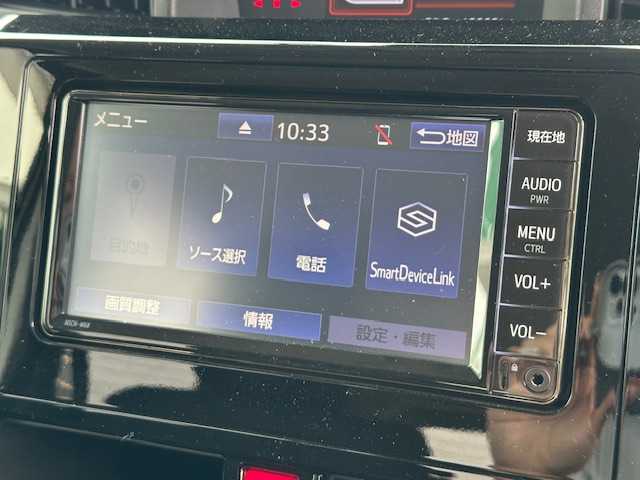 メニュー
10:33
地図
現在地
AUDIO
PWR
MENU
CTRL
VOL+
VOL−
目的地
ソース選択
電話
SmartDeviceLink
画質調整
情報
設定・編集
NSCN-W68